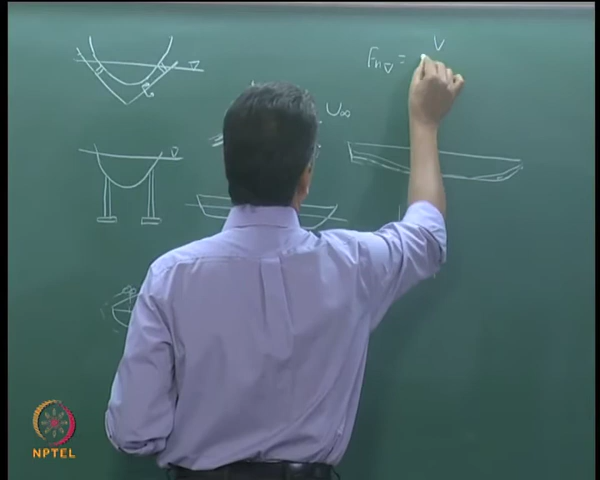 V
Fn∇ =
U∞
NPTEL